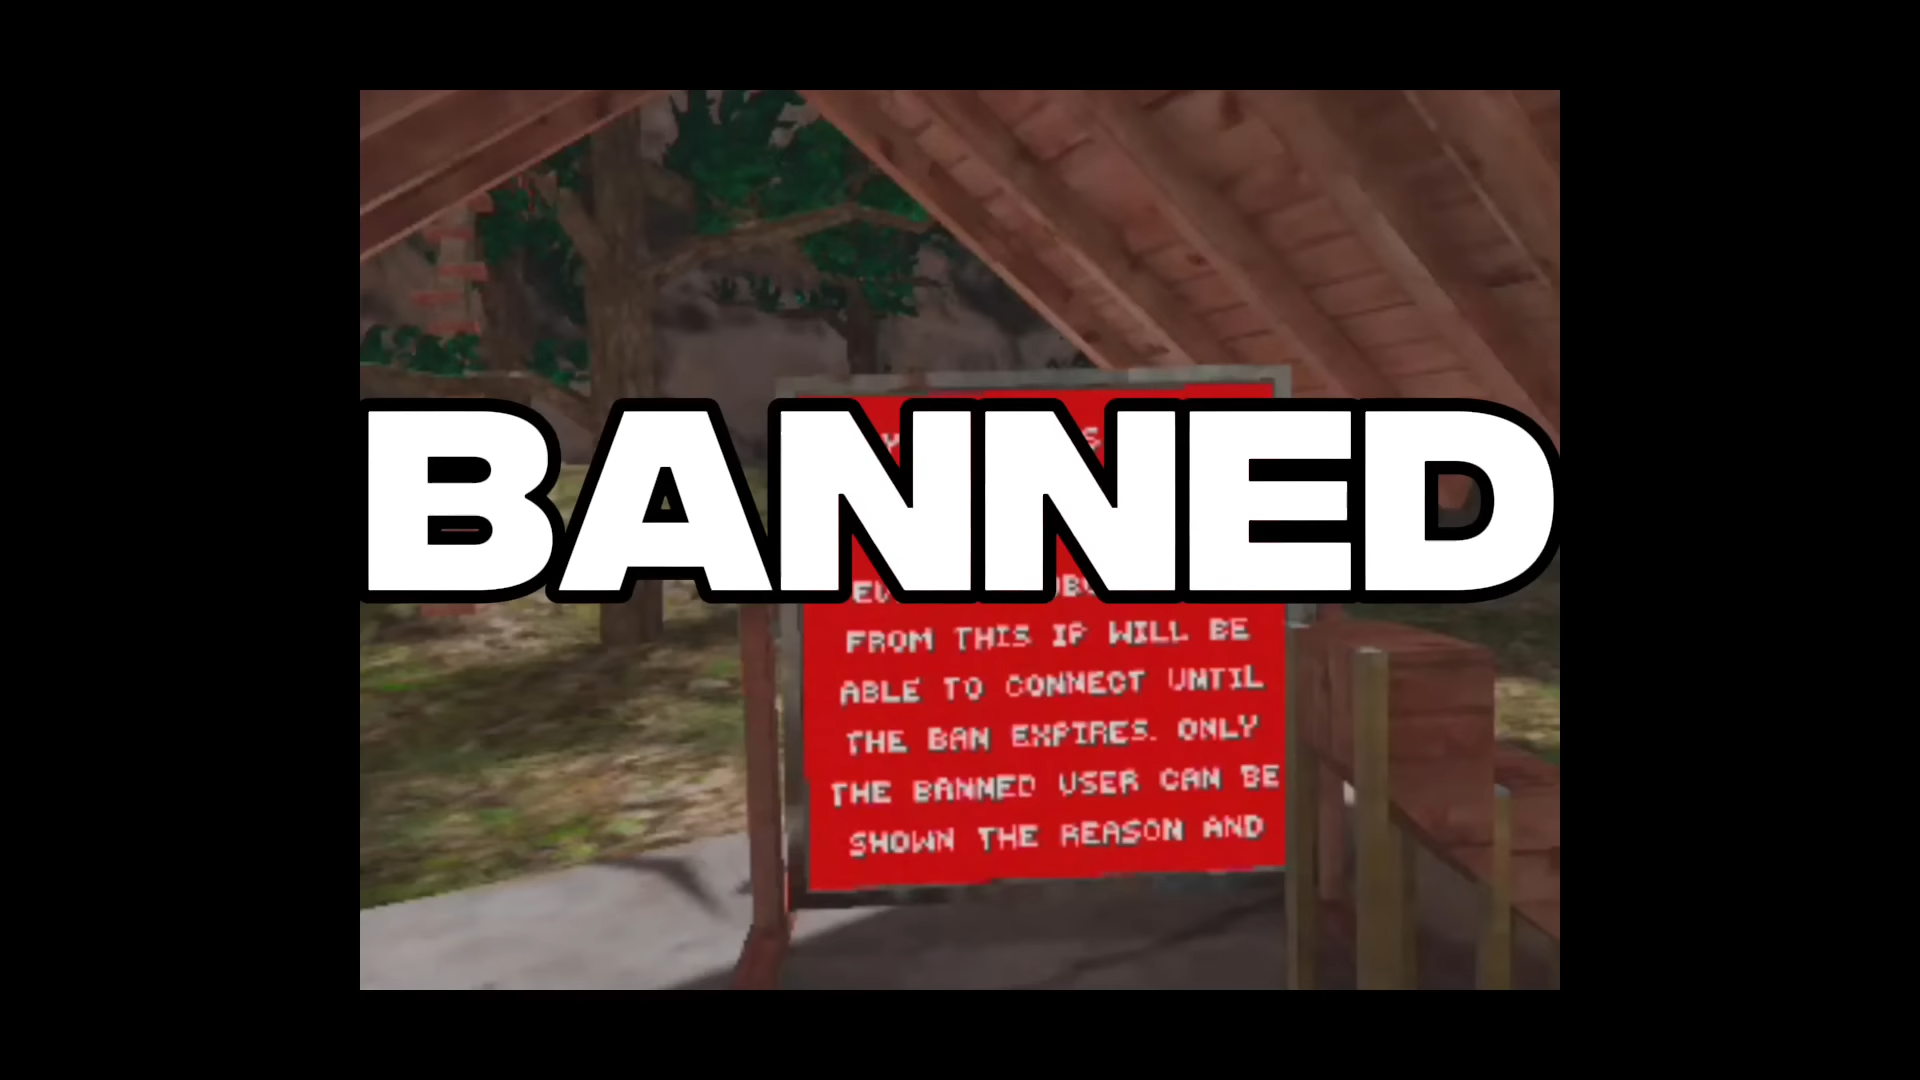 BANNED
FROM THIS IP WILL BE
ABLE TO CONNECT UNTIL
THE BAN EXPIRES. ONLY
THE BANNED USER CAN BE
SHOWN THE REASON AND